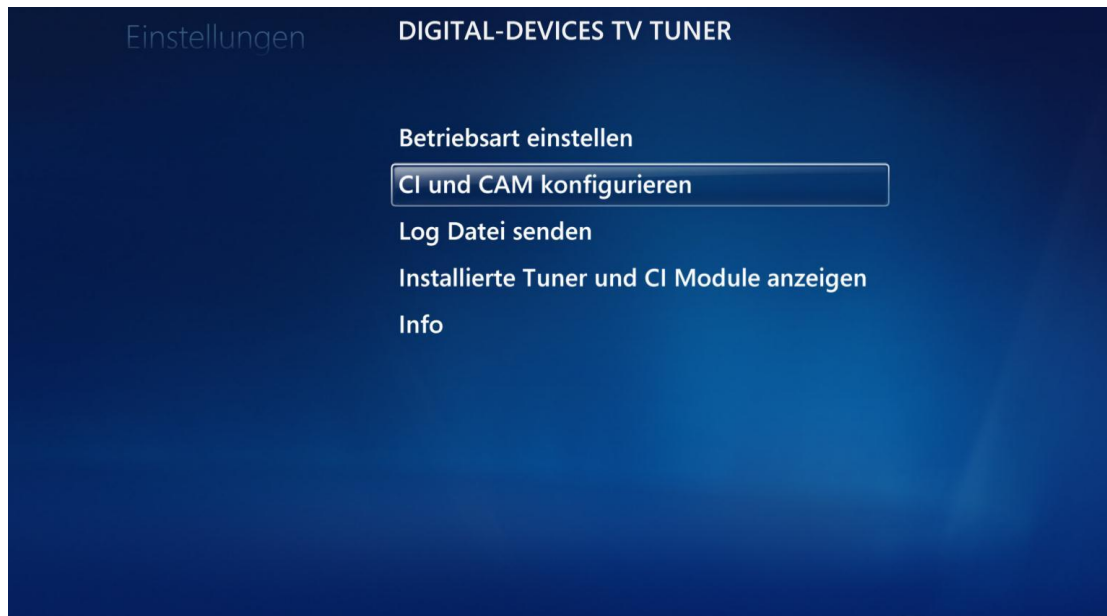 Einstellungen
DIGITAL-DEVICES TV TUNER
Betriebsart einstellen
CI und CAM konfigurieren
Log Datei senden
Installierte Tuner und CI Module anzeigen
Info